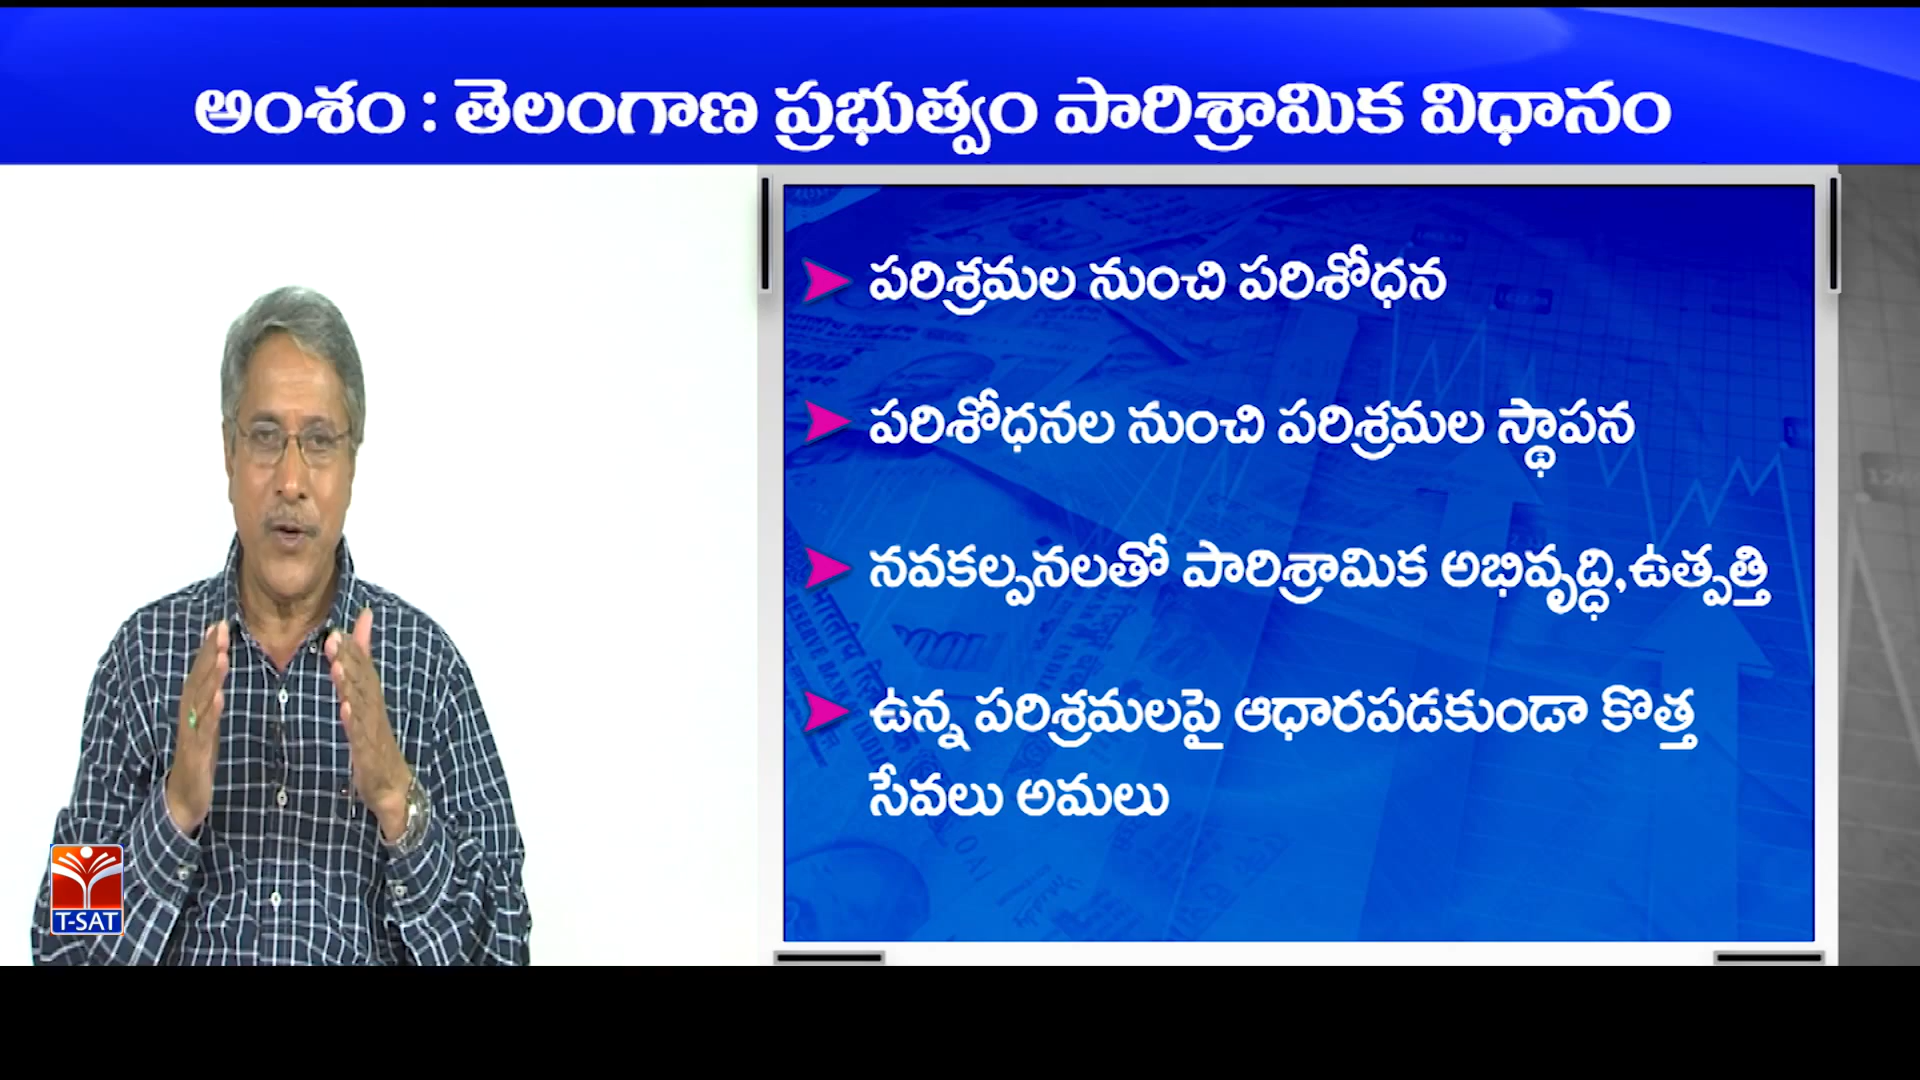 అంశం : తెలంగాణ ప్రభుత్వం పారిశ్రామిక విధానం
పరిశ్రమల నుంచి పరిశోధన
పరిశోధనల నుంచి పరిశ్రమల స్థాపన
నవకల్పనలతో పారిశ్రామిక అభివృద్ధి,ఉత్పత్తి
ఉన్న పరిశ్రమలపై ఆధారపడకుండా కొత్త
సేవలు అమలు
T-SAT